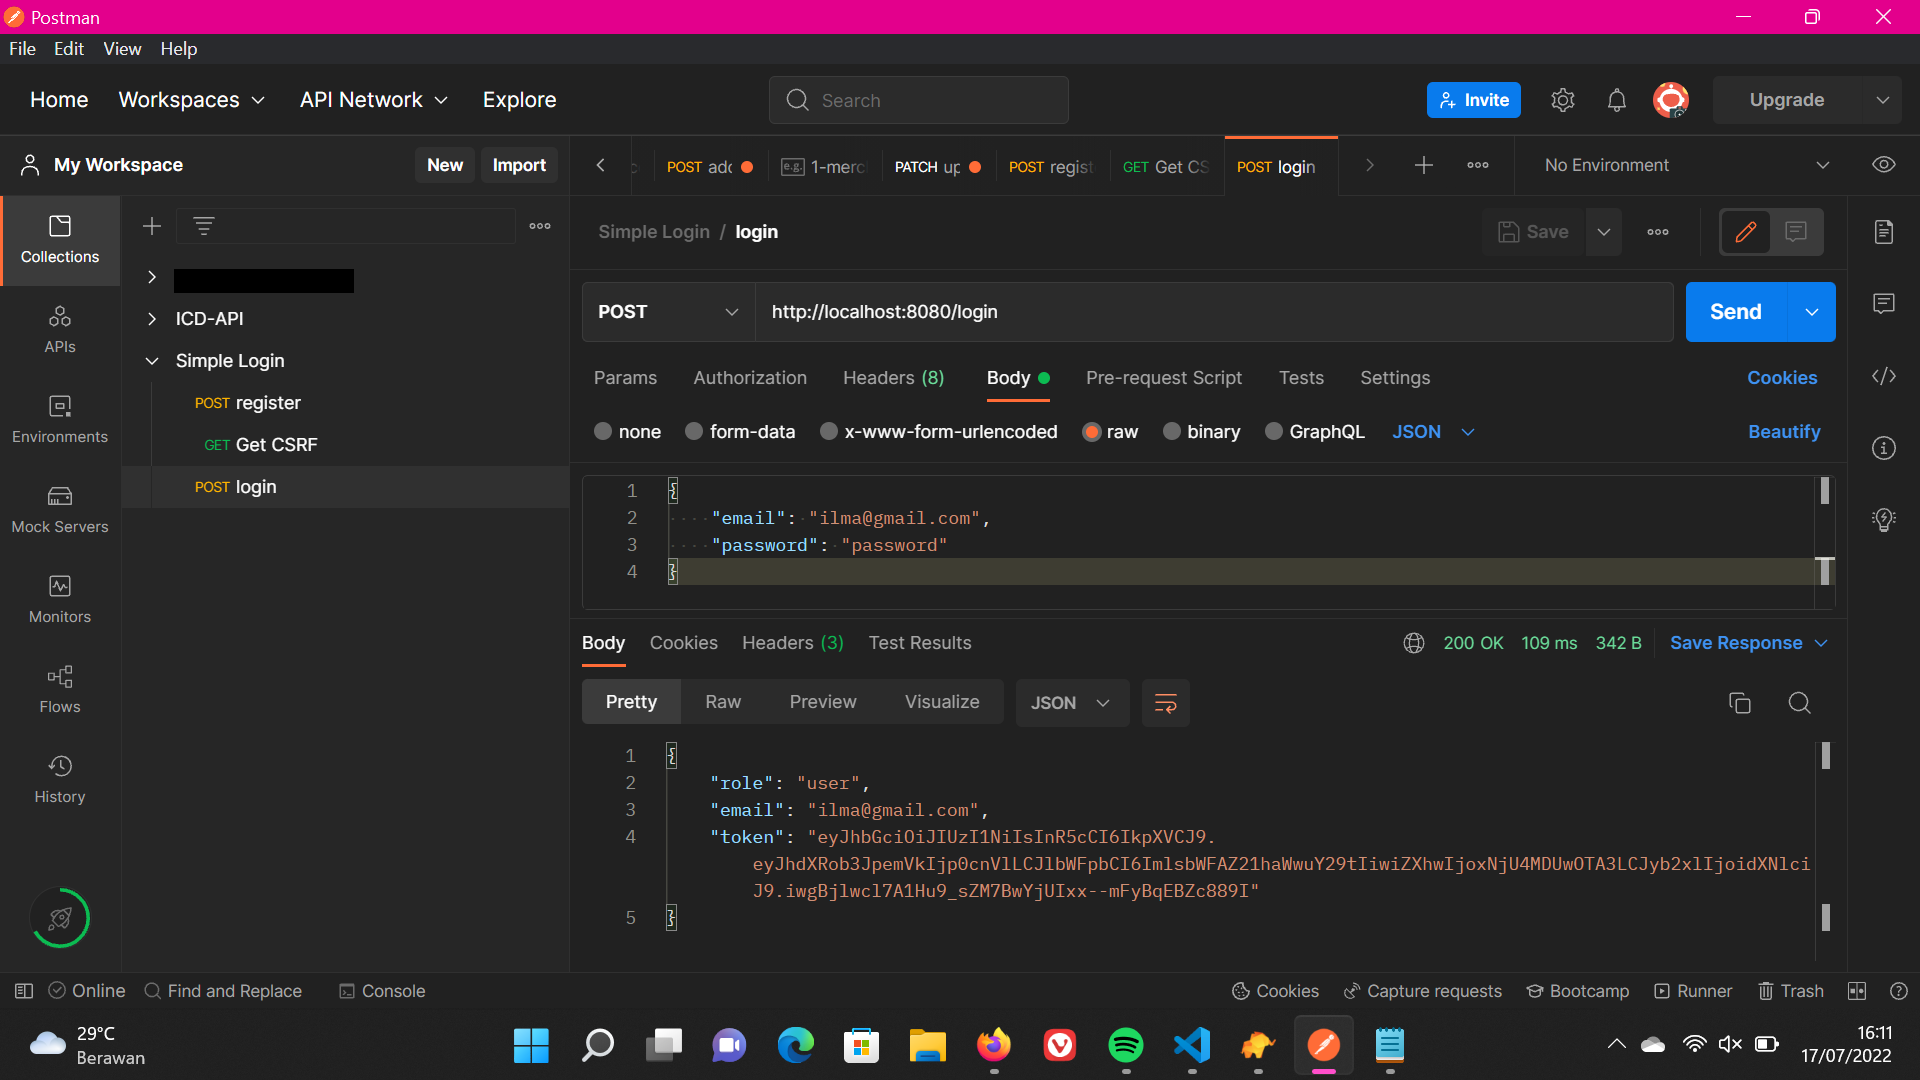 Postman
File Edit View Help
Home Workspaces API Network Explore
Search
Invite
Upgrade
My Workspace
New Import
POST add
e.g. 1-merc
PATCH up
POST regist
GET Get CS
POST login
No Environment
Collections
APIs
Environments
Mock Servers
Monitors
Flows
History
ICD-API
Simple Login
POST register
GET Get CSRF
POST login
Simple Login / login
Save
POST http://localhost:8080/login
Send
Params Authorization Headers (8) Body Pre-request Script Tests Settings Cookies
none form-data x-www-form-urlencoded raw binary GraphQL JSON Beautify
1 {
2 "email": "ilma@gmail.com",
3 "password": "password"
4 }
Body Cookies Headers (3) Test Results 200 OK 109 ms 342 B Save Response
Pretty Raw Preview Visualize JSON
1 {
2 "role": "user",
3 "email": "ilma@gmail.com",
4 "token": "eyJhbGciOiJIUzI1NiIsInR5cCI6IkpXVCJ9.
eyJhdXRob3JpemVkIjp0cnVlLCJlbWFpbCI6ImlsbWFAZ21haWwuY29tIiwiZXhwIjoxNjU4MDUwOTA3LCJyb2xlIjoidXNlci
J9.iwgBjlwcl7A1Hu9_sZM7BwYjUIxx--mFyBqEBZc889I"
5 }
Online Find and Replace Console
Cookies Capture requests Bootcamp Runner Trash
29°C
Berawan
16:11
17/07/2022